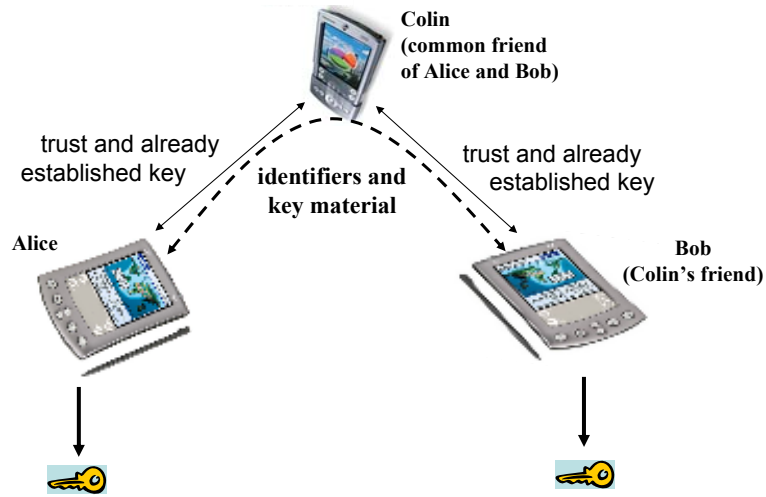 Colin
(common friend
of Alice and Bob)
trust and already
established key
trust and already
established key
identifiers and
key material
Alice
Bob
(Colin's friend)